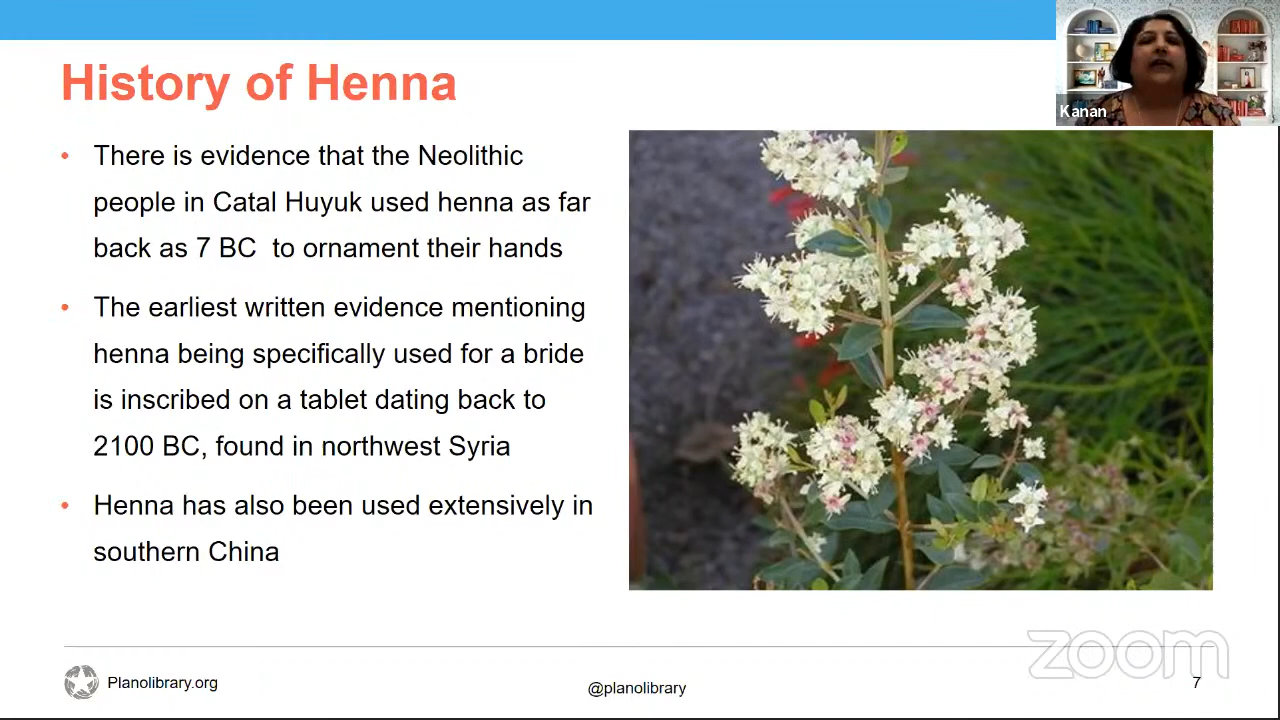 History of Henna
Kanan
• There is evidence that the Neolithic
people in Catal Huyuk used henna as far
back as 7 BC  to ornament their hands
• The earliest written evidence mentioning
henna being specifically used for a bride
is inscribed on a tablet dating back to
2100 BC, found in northwest Syria
• Henna has also been used extensively in
southern China
zoom
Planolibrary.org
@planolibrary
7